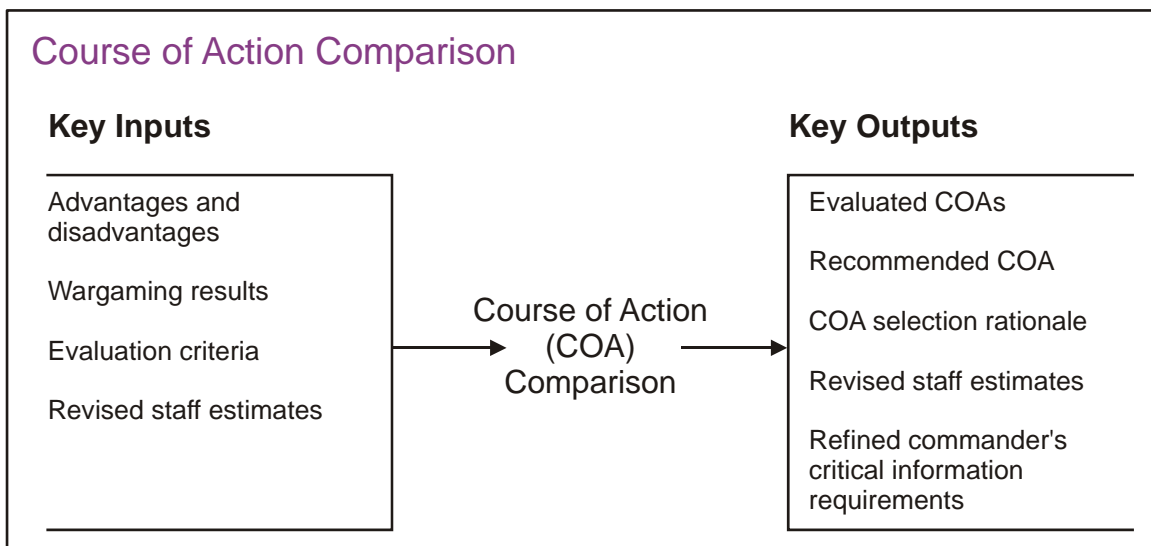 Course of Action Comparison
Key Inputs
Advantages and
disadvantages
Wargaming results
Evaluation criteria
Revised staff estimates
Course of Action
(COA)
Comparison
Key Outputs
Evaluated COAs
Recommended COA
COA selection rationale
Revised staff estimates
Refined commander's
critical information
requirements